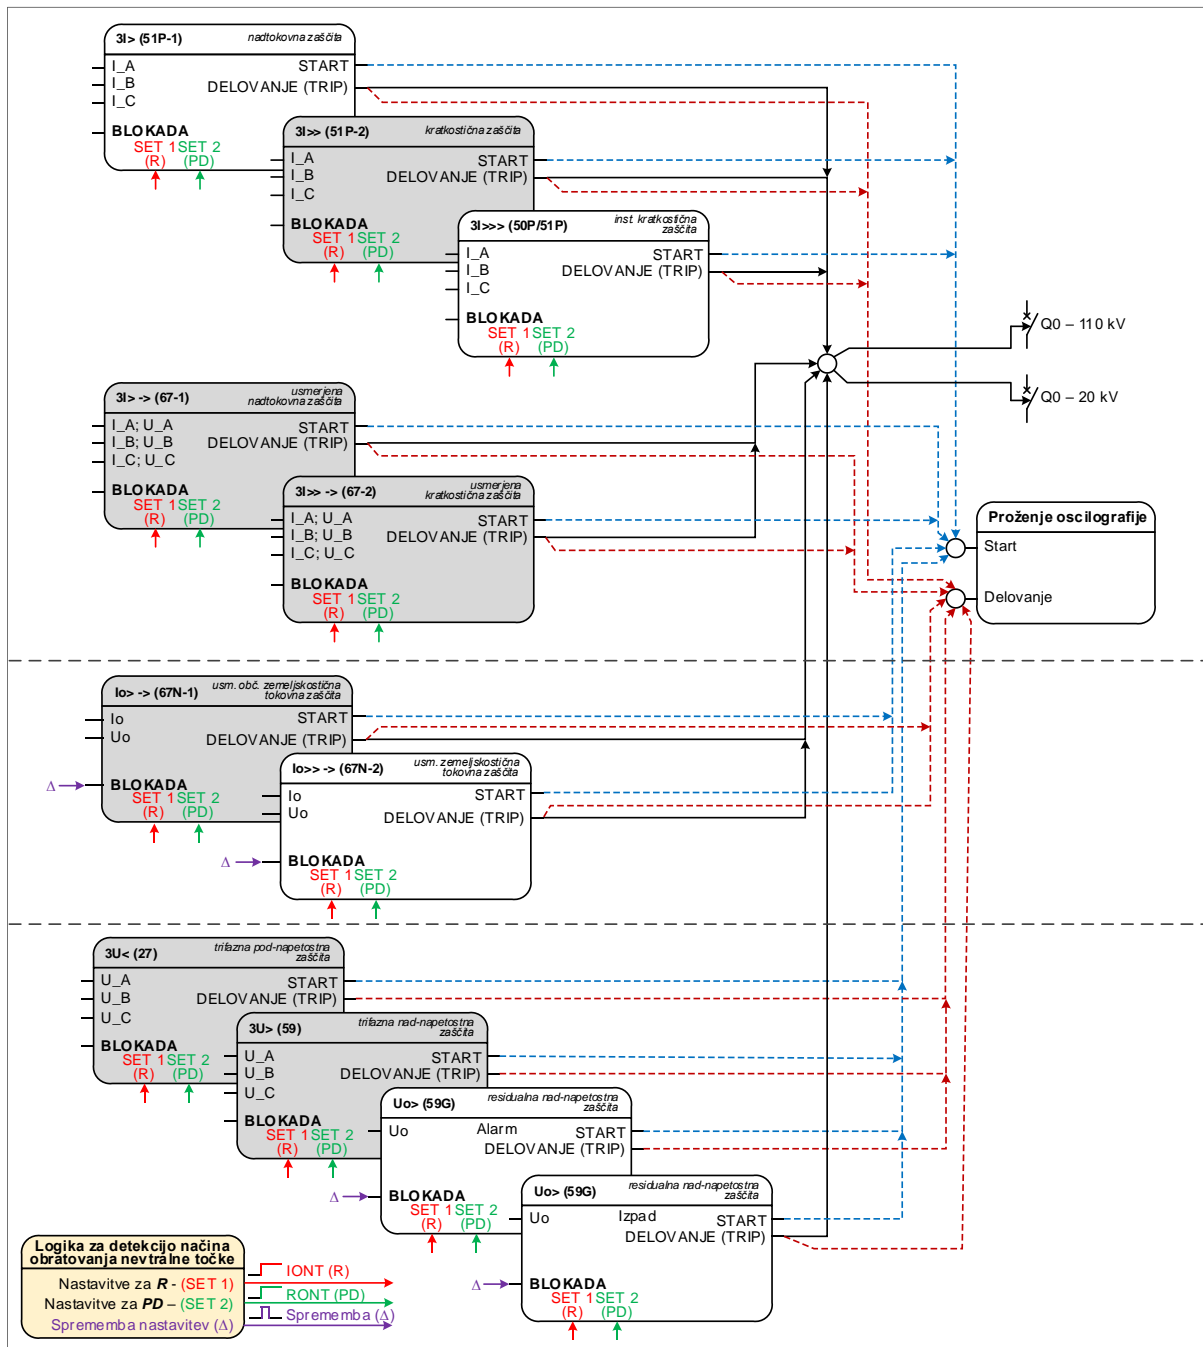 3I> (51P-1)
nadtokovna zaščita
I_A
I_B
I_C
START
DELOVANJE (TRIP)
BLOKADA
SET 1 SET 2
(R) (PD)
3I>> (51P-2)
kratkostična zaščita
I_A
I_B
I_C
START
DELOVANJE (TRIP)
BLOKADA
SET 1 SET 2
(R) (PD)
3I>>> (50P/51P)
inst. kratkostična
zaščita
I_A
I_B
I_C
START
DELOVANJE (TRIP)
BLOKADA
SET 1 SET 2
(R) (PD)
Q0 – 110 kV
Q0 – 20 kV
3I> -> (67-1)
usmerjena
nadtokovna zaščita
I_A; U_A
I_B; U_B
I_C; U_C
START
DELOVANJE (TRIP)
BLOKADA
SET 1 SET 2
(R) (PD)
3I>> -> (67-2)
usmerjena
kratkostična zaščita
I_A; U_A
I_B; U_B
I_C; U_C
START
DELOVANJE (TRIP)
BLOKADA
SET 1 SET 2
(R) (PD)
Proženje oscilografije
Start
Delovanje
Io> -> (67N-1)
usm. obč. zemeljskostična
tokovna zaščita
Io
Uo
START
DELOVANJE (TRIP)
Δ
BLOKADA
SET 1 SET 2
(R) (PD)
Io>> -> (67N-2)
usm. zemeljskostična
tokovna zaščita
Io
Uo
START
DELOVANJE (TRIP)
Δ
BLOKADA
SET 1 SET 2
(R) (PD)
3U< (27)
trifazna pod-napetostna
zaščita
U_A
U_B
U_C
START
DELOVANJE (TRIP)
BLOKADA
SET 1 SET 2
(R) (PD)
3U> (59)
trifazna nad-napetostna
zaščita
U_A
U_B
U_C
START
DELOVANJE (TRIP)
BLOKADA
SET 1 SET 2
(R) (PD)
Uo> (59G)
residualna nad-napetostna
zaščita
Uo
Alarm
START
DELOVANJE (TRIP)
Δ
BLOKADA
SET 1 SET 2
(R) (PD)
Uo> (59G)
residualna nad-napetostna
zaščita
Uo
Izpad
START
DELOVANJE (TRIP)
Δ
BLOKADA
SET 1 SET 2
(R) (PD)
Logika za detekcijo načina
obratovanja nevtralne točke
Nastavitve za R - (SET 1)
Nastavitve za PD – (SET 2)
Sprememba nastavitev (Δ)
IONT (R)
RONT (PD)
Sprememba (Δ)